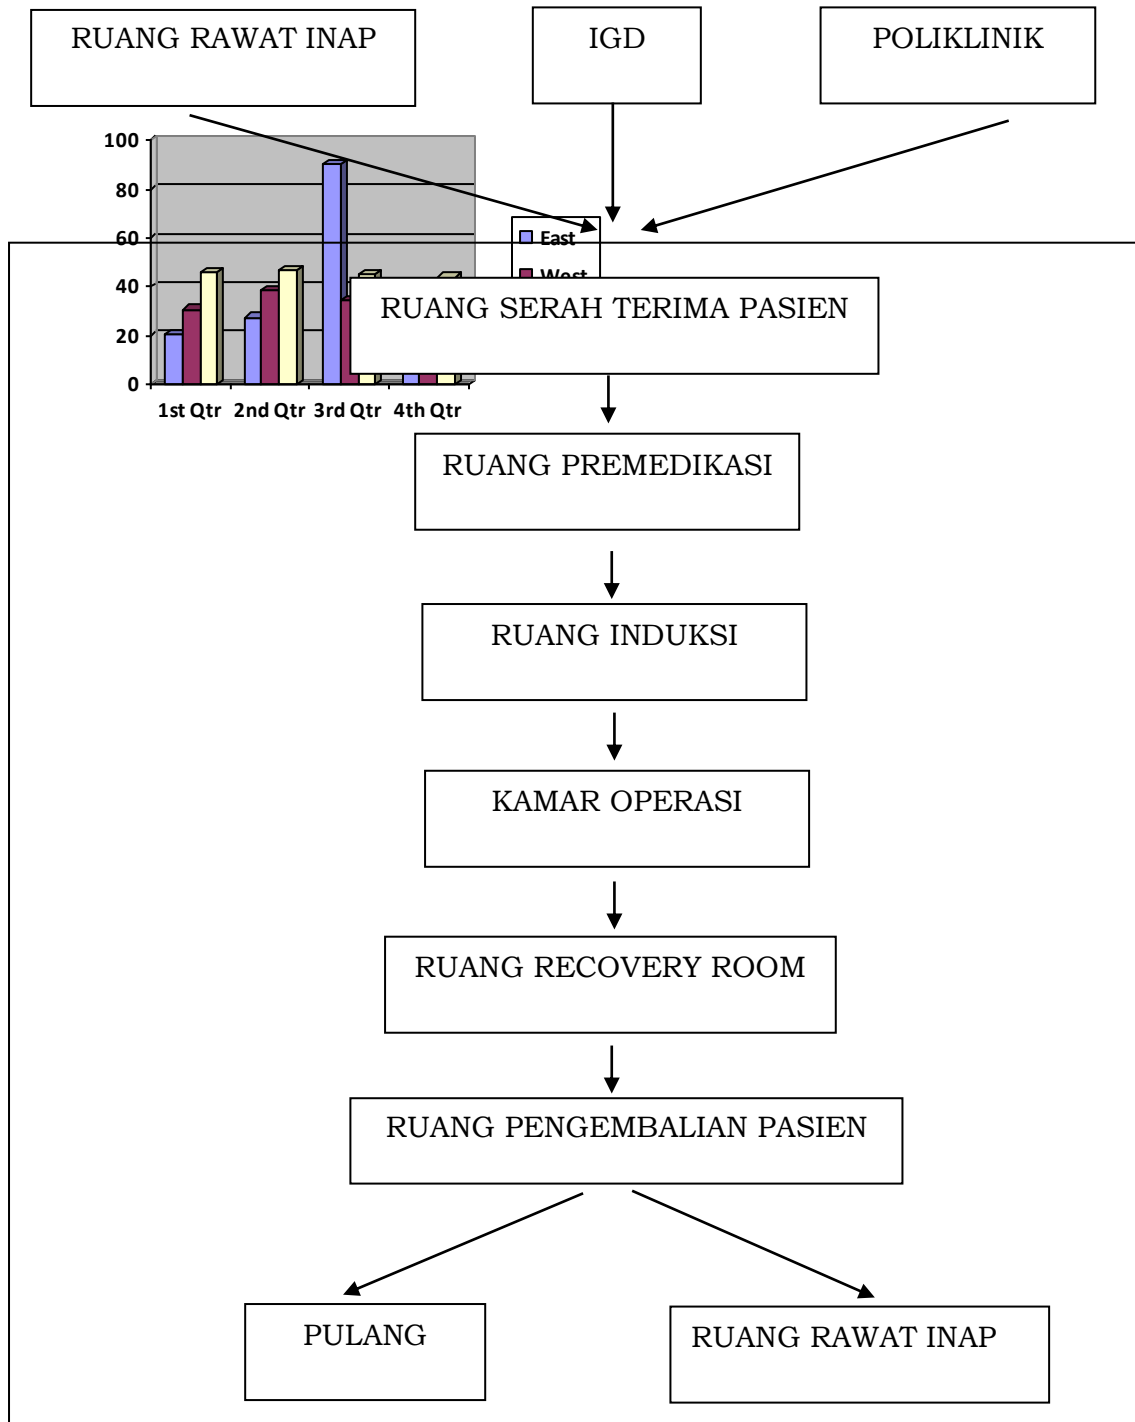 RUANG RAWAT INAP
IGD
POLIKLINIK
100
80
60
40
20
0
1st Qtr 2nd Qtr 3rd Qtr 4th Qtr
East
West
RUANG SERAH TERIMA PASIEN
RUANG PREMEDIKASI
RUANG INDUKSI
KAMAR OPERASI
RUANG RECOVERY ROOM
RUANG PENGEMBALIAN PASIEN
PULANG
RUANG RAWAT INAP